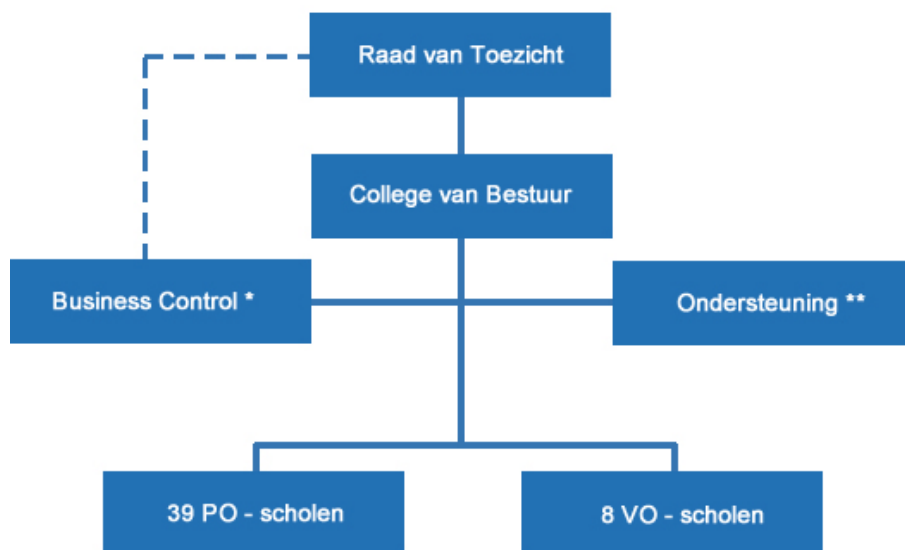 Raad van Toezicht
College van Bestuur
Business Control *
Ondersteuning **
39 PO - scholen
8 VO - scholen